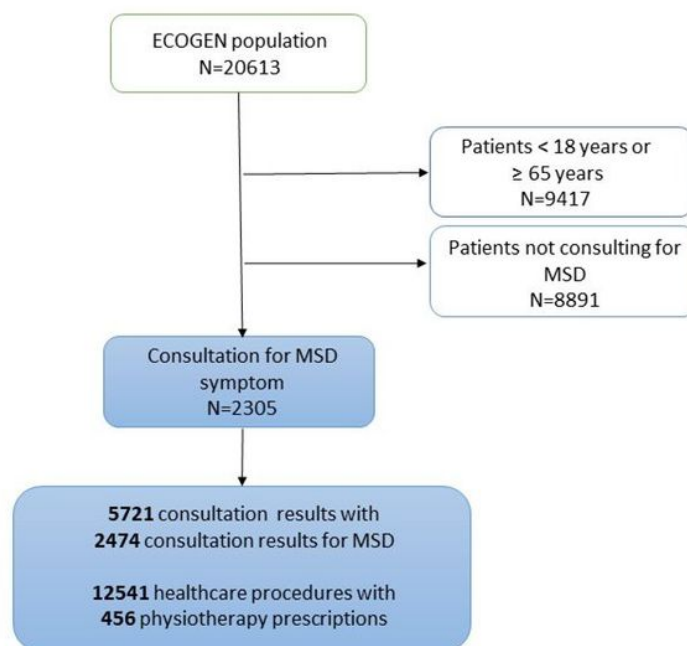 ECOGEN population
N=20613
Patients < 18 years or
≥ 65 years
N=9417
Patients not consulting for
MSD
N=8891
Consultation for MSD
symptom
N=2305
5721 consultation results with
2474 consultation results for MSD
12541 healthcare procedures with
456 physiotherapy prescriptions